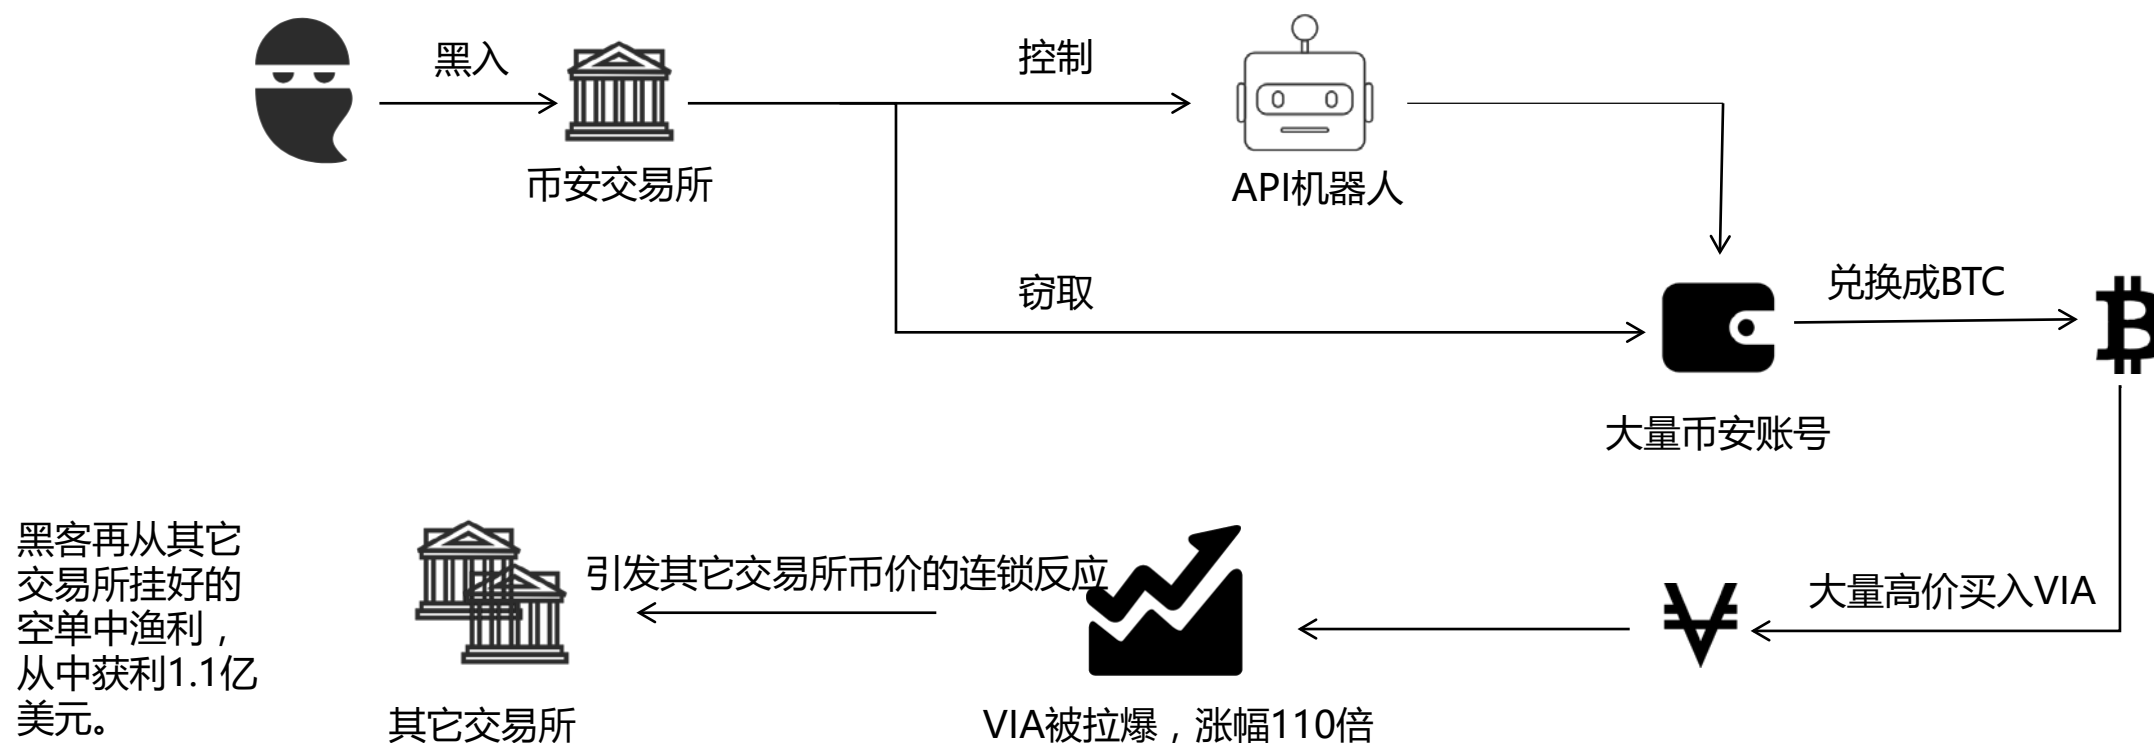 黑入
控制
币安交易所
API机器人
窃取
兑换成BTC
大量币安账号
大量高价买入VIA
引发其它交易所币价的连锁反应
VIA被拉爆，涨幅110倍
其它交易所
黑客再从其它
交易所挂好的
空单中渔利，
从中获利1.1亿
美元。